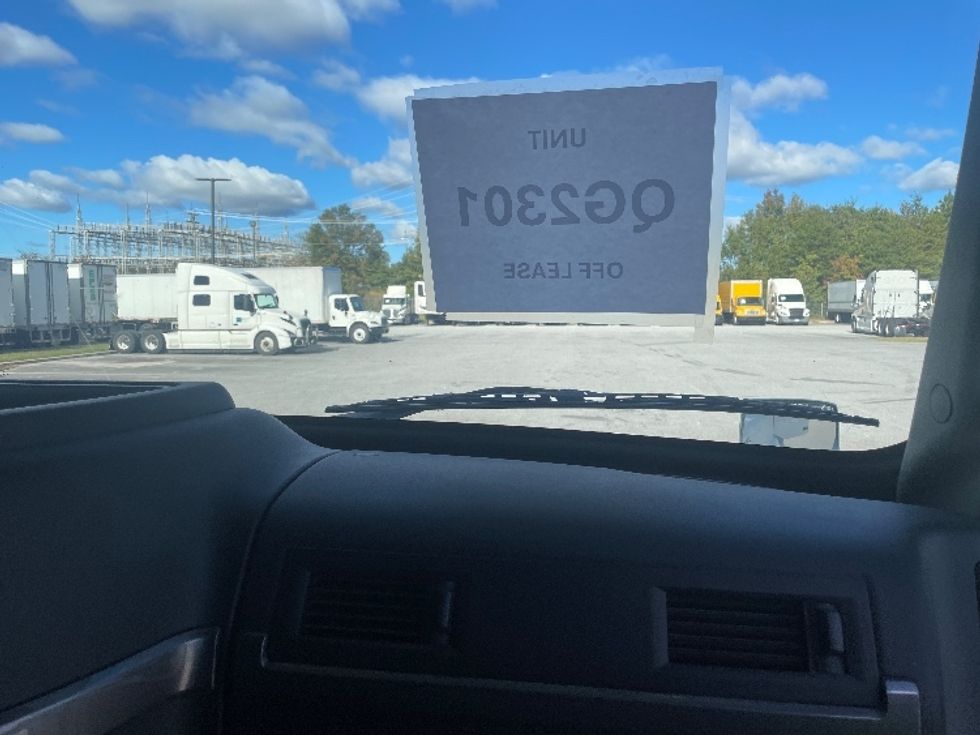 UNIT
QG2301
OFF LEASE